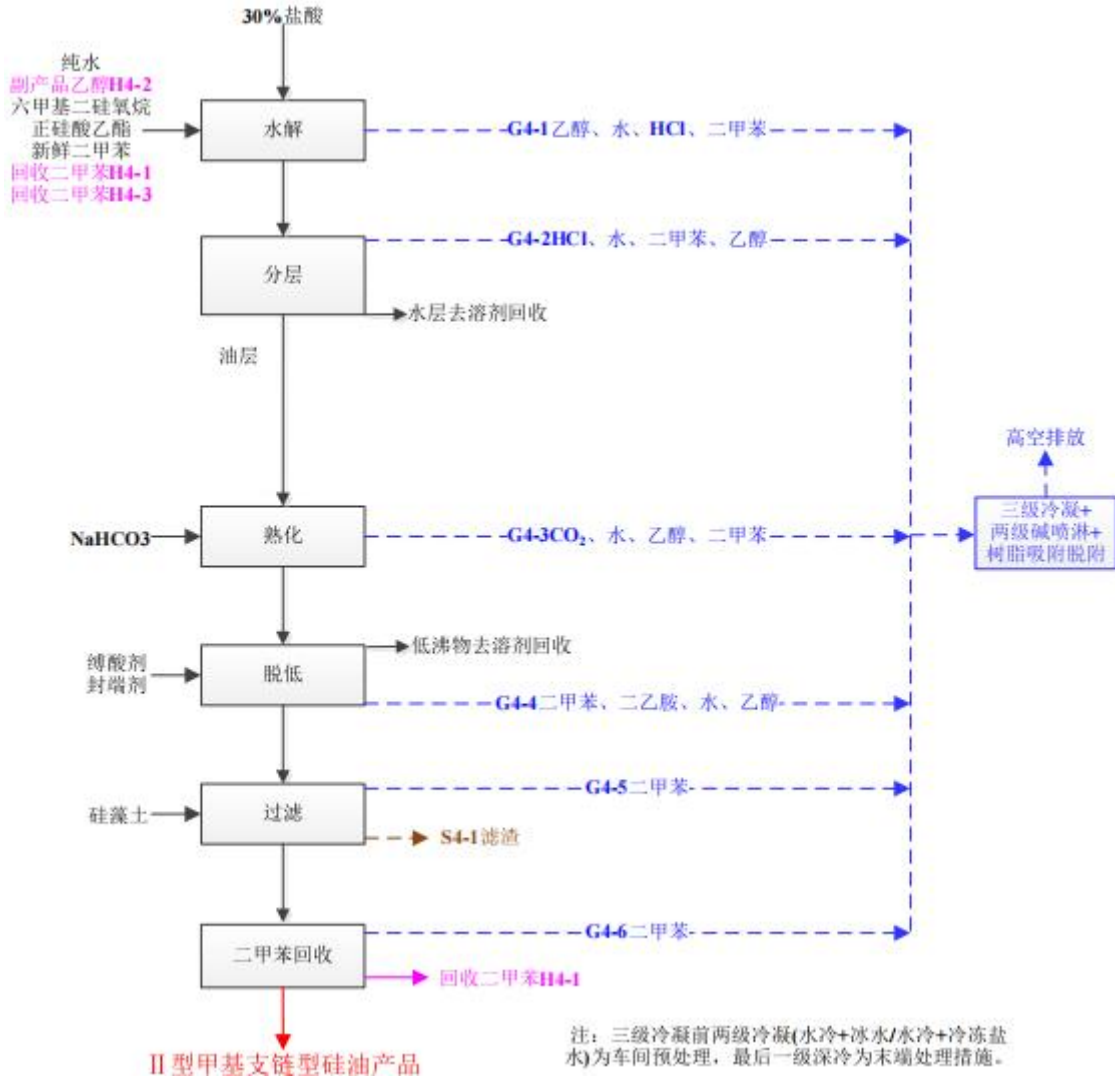 30%盐酸
纯水
副产品乙醇H4-2
六甲基二硅氧烷
正硅酸乙酯
新鲜二甲苯
回收二甲苯H4-1
回收二甲苯H4-3
水解
G4-1乙醇、水、HCl、二甲苯
分层
G4-2HCl、水、二甲苯、乙醇
水层去溶剂回收
油层
高空排放
NaHCO3
熟化
G4-3CO₂、水、乙醇、二甲苯
三级冷凝+
两级碱喷淋+
树脂吸附脱附
缚酸剂
封端剂
脱低
低沸物去溶剂回收
G4-4二甲苯、二乙胺、水、乙醇
硅藻土
过滤
G4-5二甲苯
S4-1滤渣
二甲苯回收
G4-6二甲苯
回收二甲苯H4-1
II型甲基支链型硅油产品
注：三级冷凝前两级冷凝(水冷+冰水/水冷+冷冻盐
水)为车间预处理，最后一级深冷为末端处理措施。